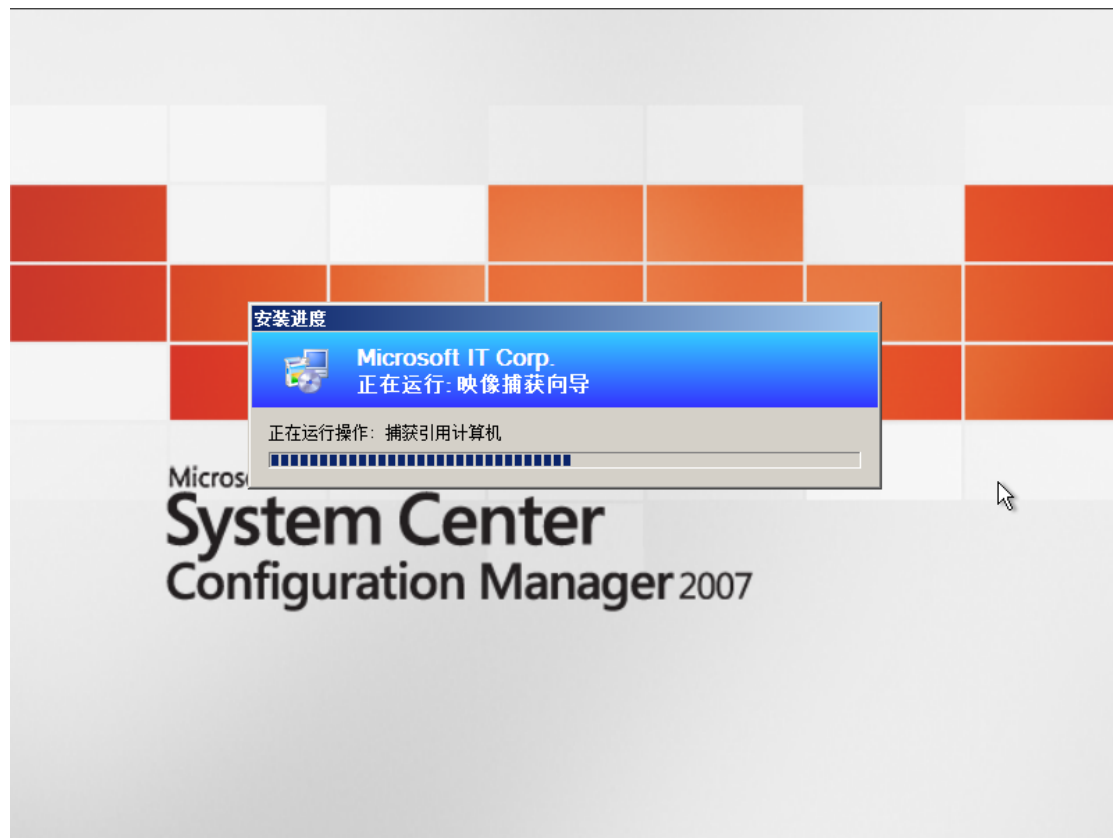 安装进度
Microsoft IT Corp.
正在运行: 映像捕获向导
正在运行操作: 捕获引用计算机
Micros
System Center
Configuration Manager 2007